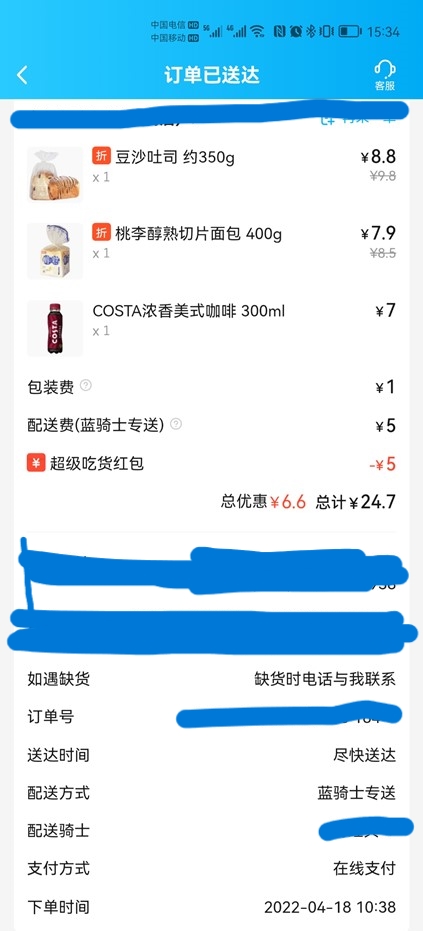 中国电信 HD 5G 4G 15:34
中国移动 HD
订单已送达
客服
折 豆沙吐司 约350g ¥8.8
x 1 ¥9.8
折 桃李醇熟切片面包 400g ¥7.9
x 1 ¥8.5
COSTA浓香美式咖啡 300ml ¥7
COSTA
x 1
包装费 ? ¥1
配送费(蓝骑士专送) ? ¥5
¥ 超级吃货红包 -¥5
总优惠¥6.6 总计¥24.7
如遇缺货 缺货时电话与我联系
订单号
送达时间 尽快送达
配送方式 蓝骑士专送
配送骑士
支付方式 在线支付
下单时间 2022-04-18 10:38